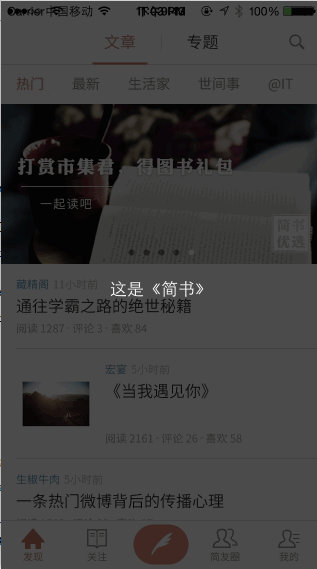 中国移动
100%
文章
专题
热门 最新 生活家 世间事 @IT
打赏市集君，得图书礼包
一起读吧
简书
优选
这是《简书》
藏精阁 11小时前
通往学霸之路的绝世秘籍
阅读 1287 · 评论 3 · 喜欢 84
宏宴 5小时前
《当我遇见你》
阅读 2161 · 评论 26 · 喜欢 58
生椒牛肉 5小时前
一条热门微博背后的传播心理
发现 关注 简友圈 我的